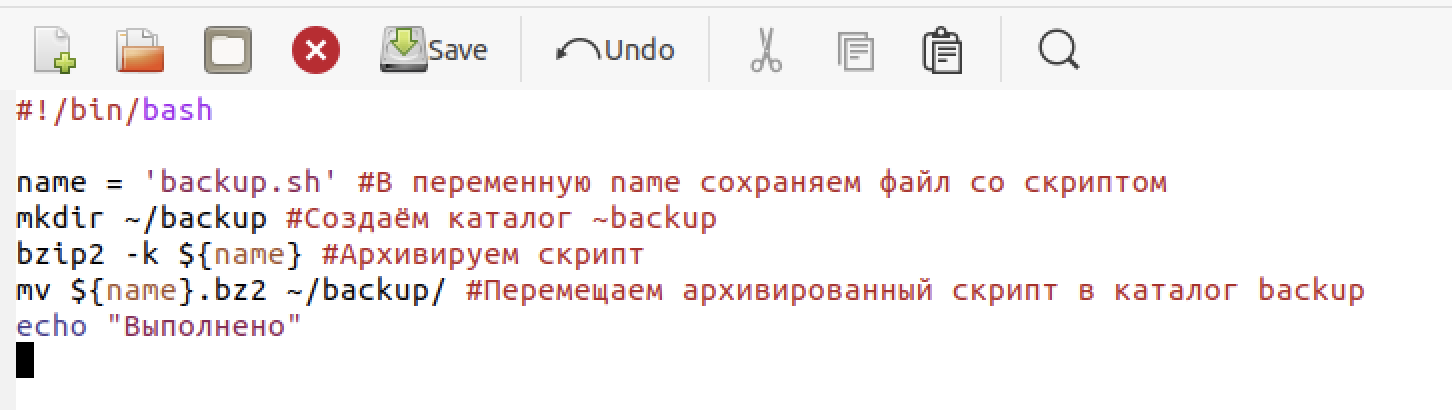 Save Undo
#!/bin/bash
name = 'backup.sh' #В переменную name сохраняем файл со скриптом
mkdir ~/backup #Создаём каталог ~backup
bzip2 -k ${name} #Архивируем скрипт
mv ${name}.bz2 ~/backup/ #Перемещаем архивированный скрипт в каталог backup
echo "Выполнено"